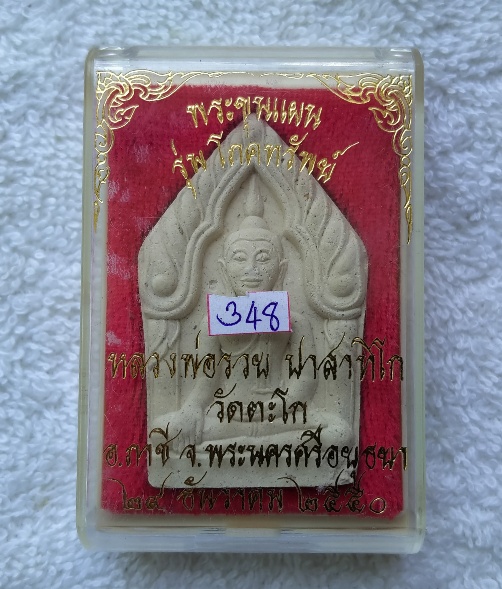 พระขุนแผน
รุ่น โภคทรัพย์
348
หลวงพ่อรวย ปาสาทิโก
วัดตะโก
อ.ภาชี จ.พระนครศรีอยุธยา
๒๕ ธันวาคม ๒๕๕๐